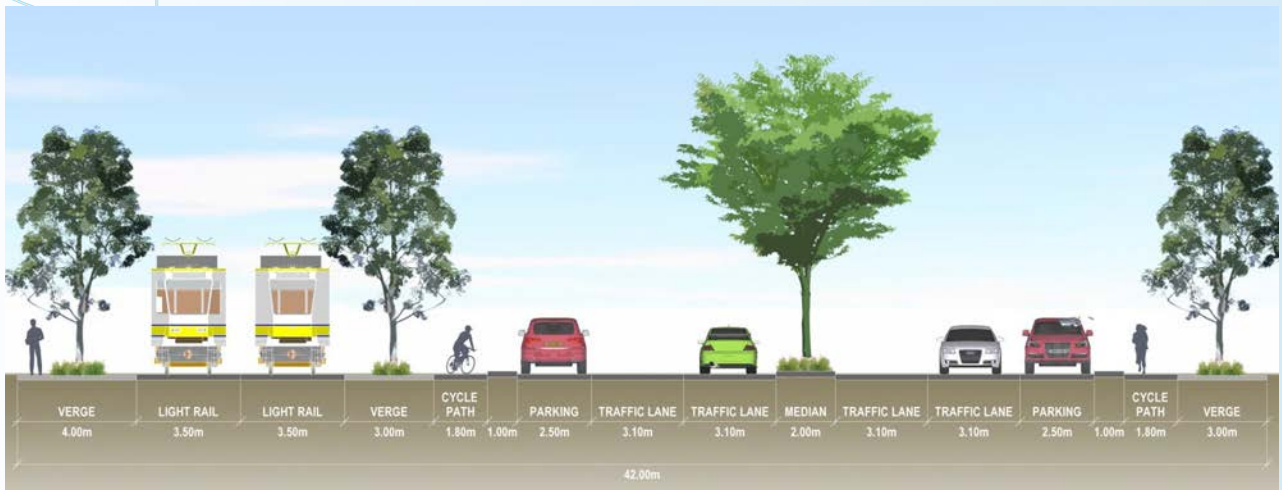 VERGE LIGHT RAIL LIGHT RAIL VERGE CYCLE PATH PARKING TRAFFIC LANE TRAFFIC LANE MEDIAN TRAFFIC LANE TRAFFIC LANE PARKING CYCLE PATH VERGE
4.00m 3.50m 3.50m 3.00m 1.80m 1.00m 2.50m 3.10m 3.10m 2.00m 3.10m 3.10m 2.50m 1.00m 1.80m 3.00m
42.00m